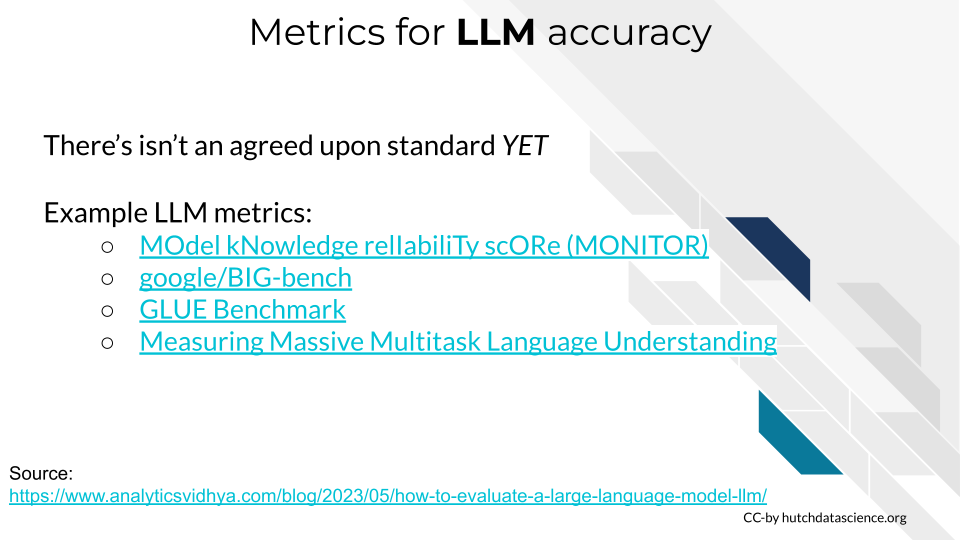 Metrics for LLM accuracy
There's isn't an agreed upon standard YET
Example LLM metrics:
○ MOdel kNowledge relIabiliTy scORe (MONITOR)
○ google/BIG-bench
○ GLUE Benchmark
○ Measuring Massive Multitask Language Understanding
Source:
https://www.analyticsvidhya.com/blog/2023/05/how-to-evaluate-a-large-language-model-llm/
CC-by hutchdatascience.org